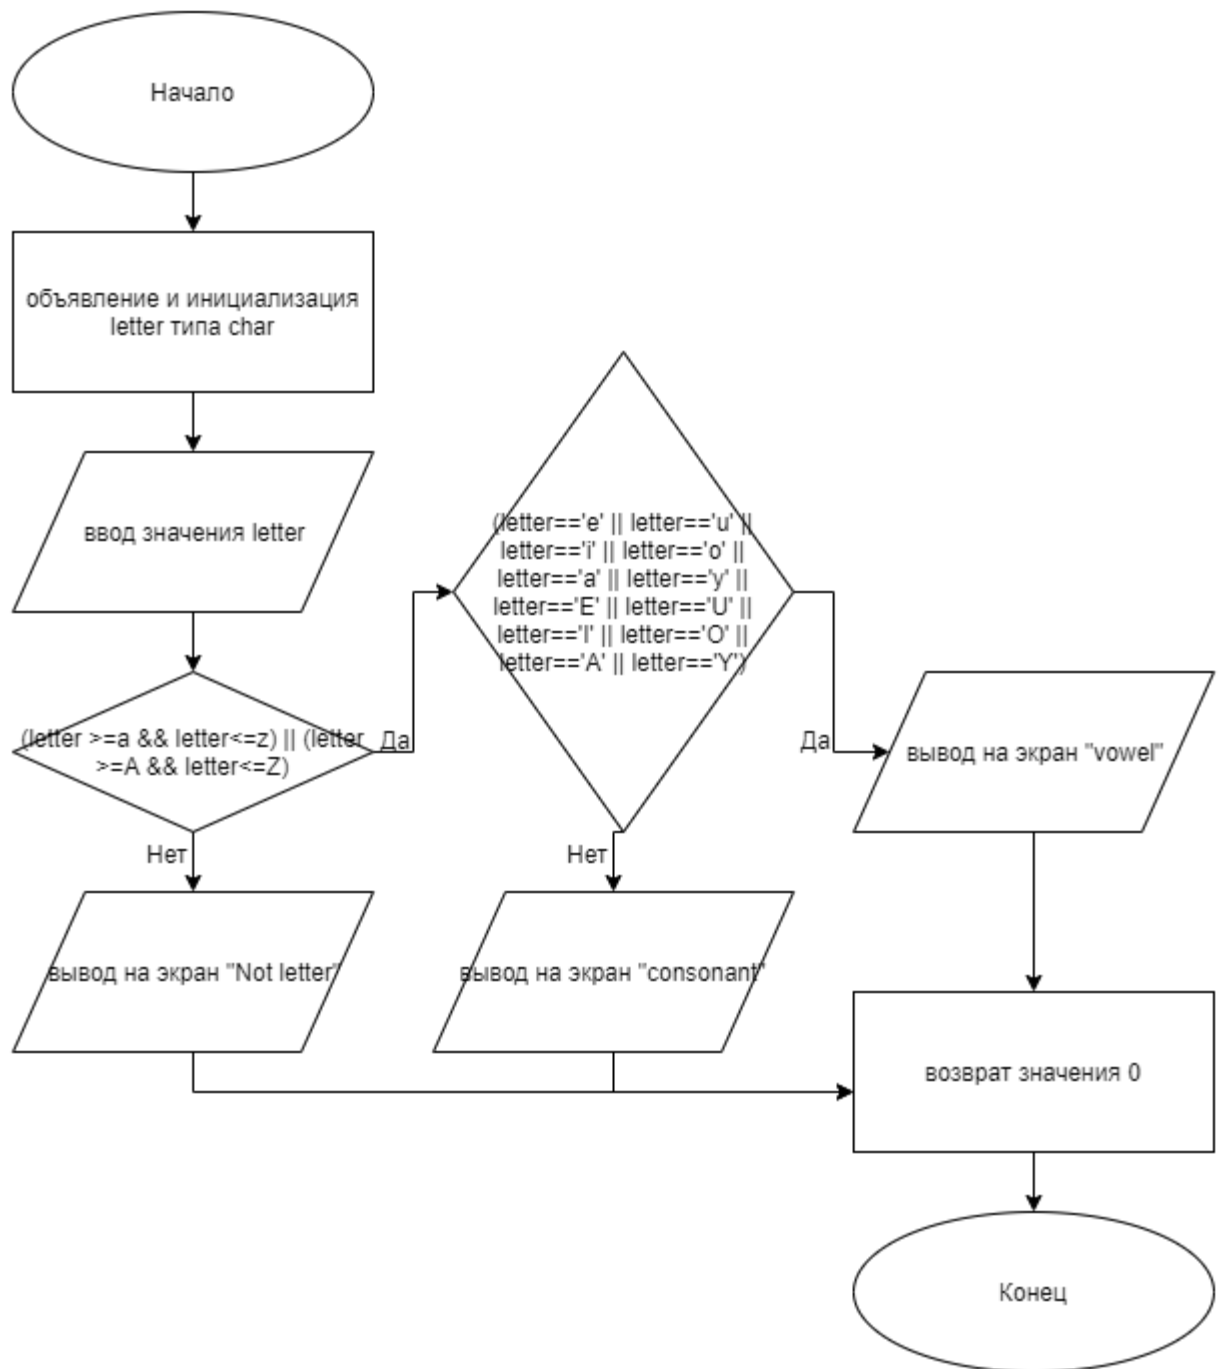 Начало
объявление и инициализация
letter типа char
ввод значения letter
(letter >=a && letter<=z) || (letter
>=A && letter<=Z)
Да
Нет
вывод на экран "Not letter"
(letter=='e' || letter=='u' ||
letter=='i' || letter=='o' ||
letter=='a' || letter=='y' ||
letter=='E' || letter=='U' ||
letter=='I' || letter=='O' ||
letter=='A' || letter=='Y')
Нет
вывод на экран "consonant"
Да
вывод на экран "vowel"
возврат значения 0
Конец